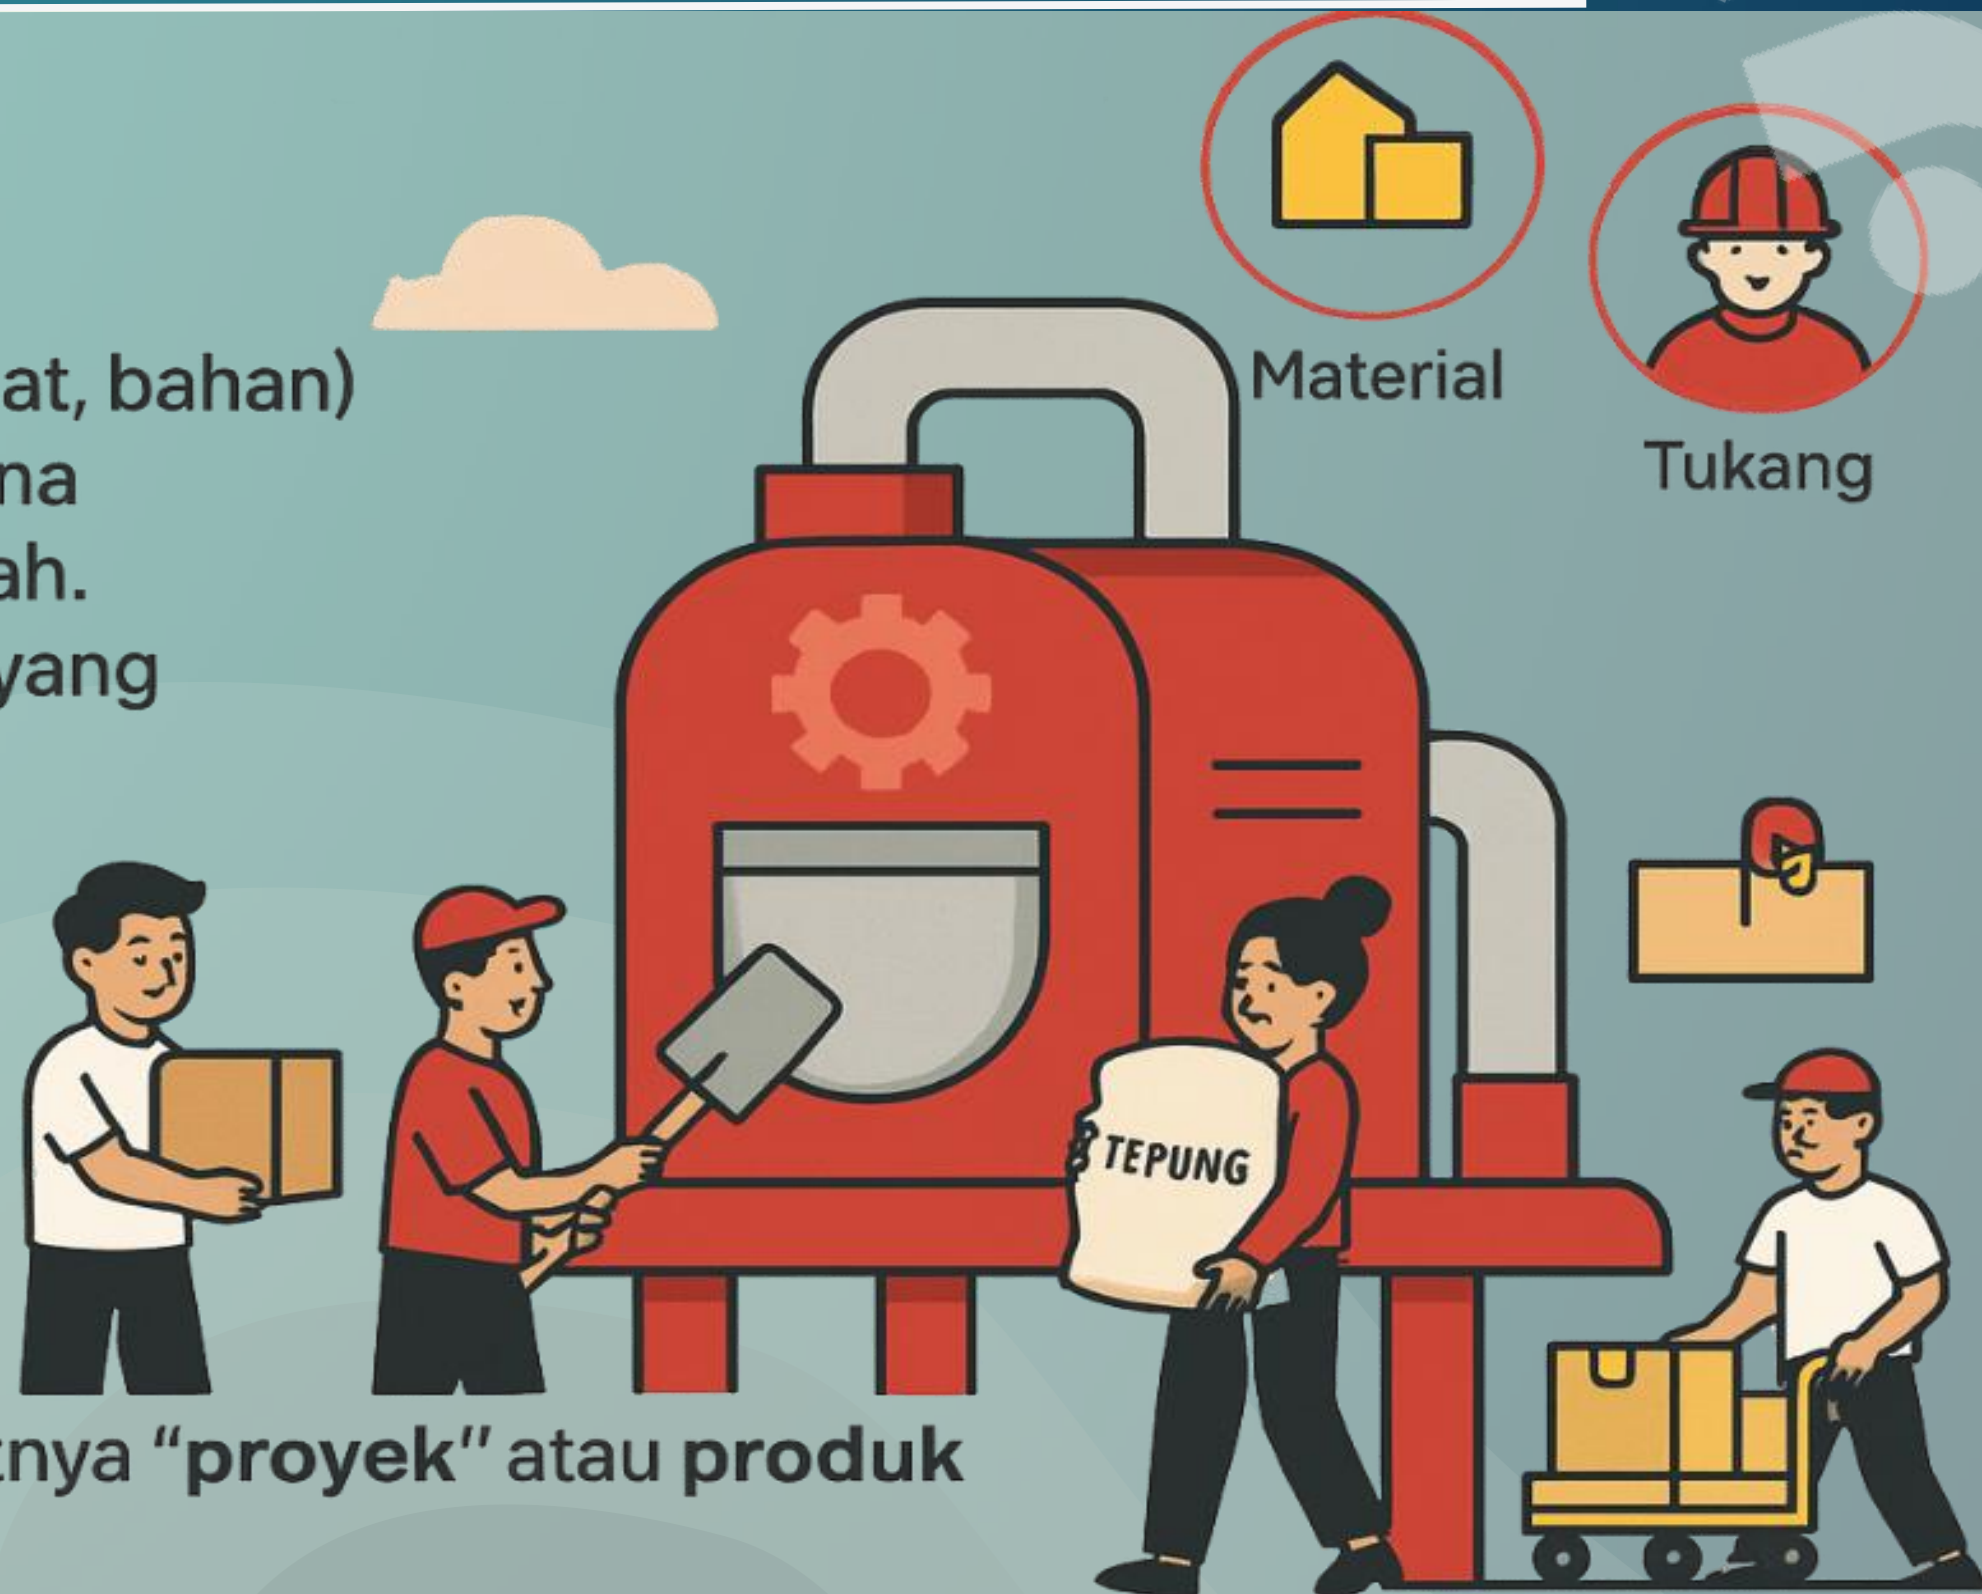 Material
Tukang
at, bahan)
na
ah.
yang
TEPUNG
tnya “proyek” atau produk